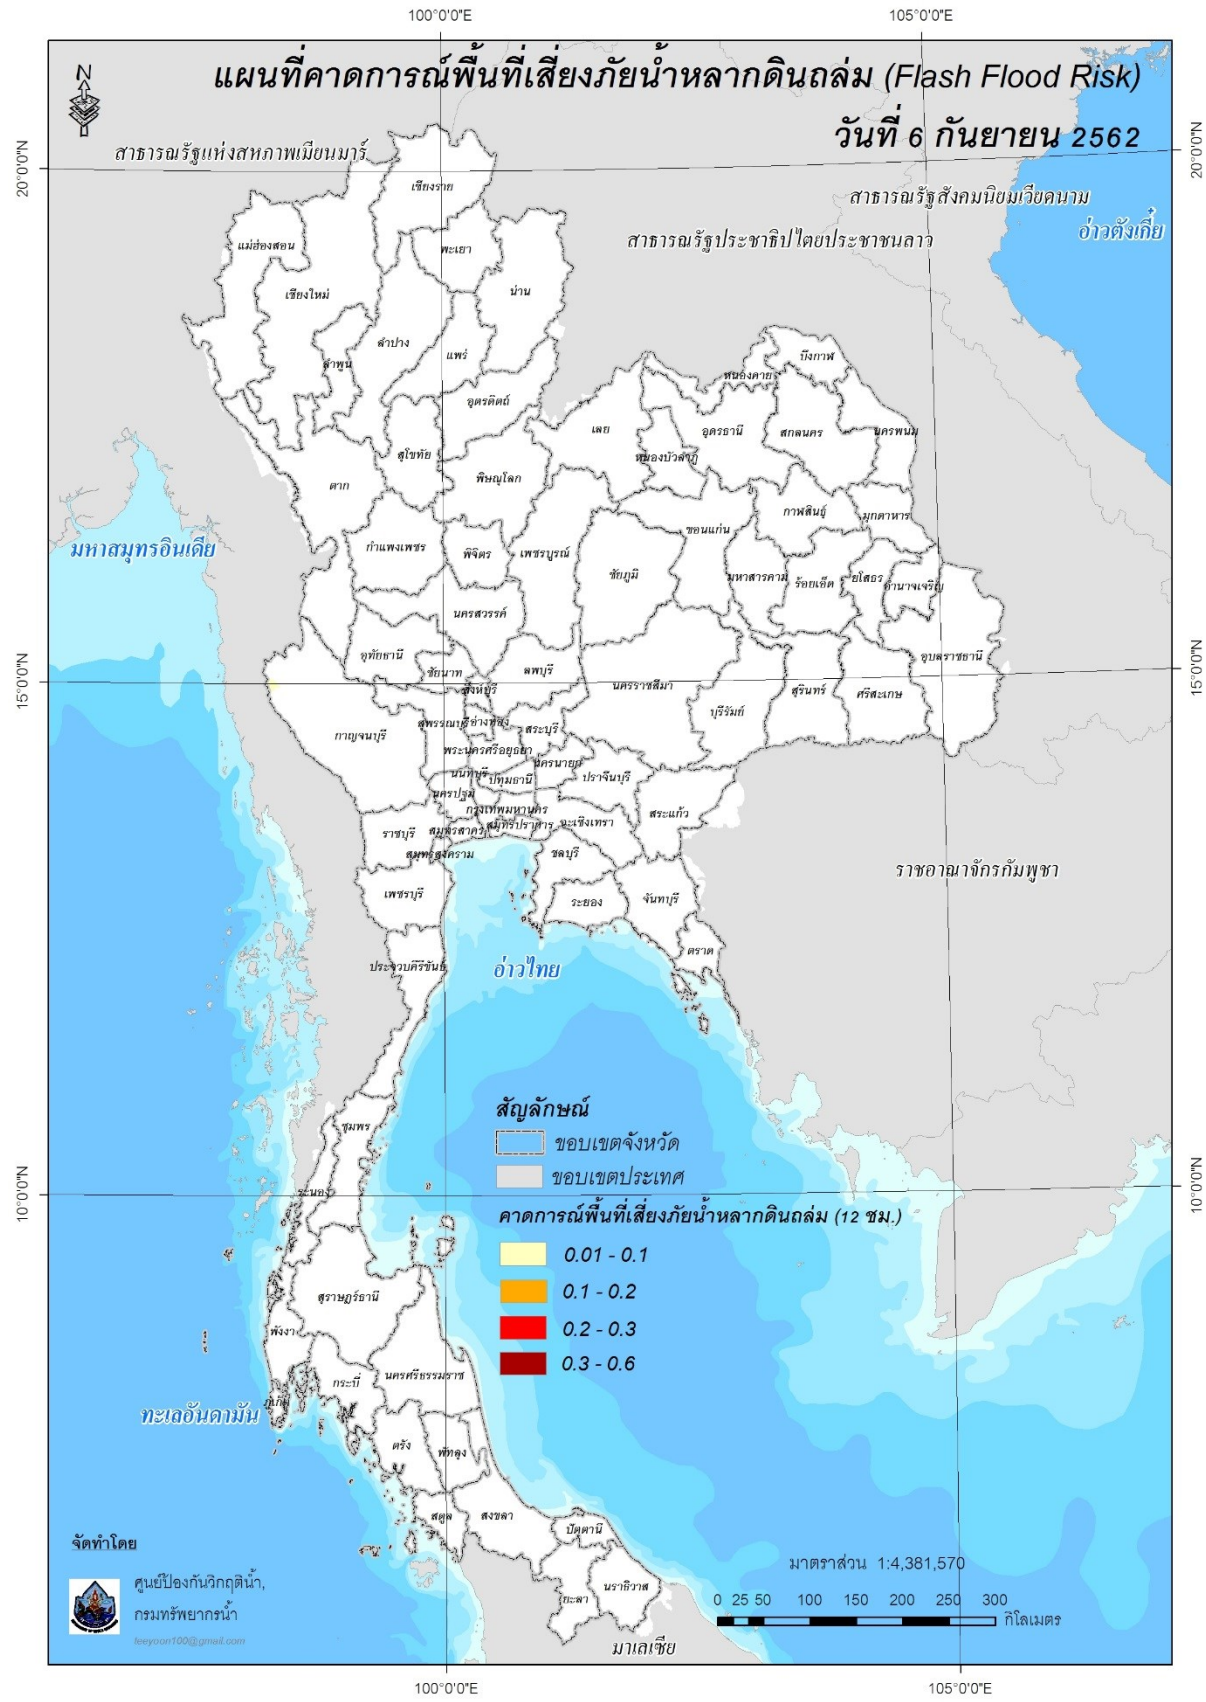 100°0'0"E
105°0'0"E
N
แผนที่คาดการณ์พื้นที่เสี่ยงภัยน้ำหลากดินถล่ม (Flash Flood Risk)
วันที่ 6 กันยายน 2562
20°0'0"N
20°0'0"N
สาธารณรัฐแห่งสหภาพเมียนมาร์
สาธารณรัฐสังคมนิยมเวียดนาม
สาธารณรัฐประชาธิปไตยประชาชนลาว
อ่าวตังเกี๋ย
เชียงราย
แม่ฮ่องสอน
พะเยา
เชียงใหม่
น่าน
ลำปาง
แพร่
ลำพูน
บึงกาฬ
หนองคาย
อุตรดิตถ์
เลย
อุดรธานี
สกลนคร
นครพนม
สุโขทัย
หนองบัวลำภู
พิษณุโลก
ตาก
กาฬสินธุ์
มุกดาหาร
ขอนแก่น
มหาสมุทรอินเดีย
กำแพงเพชร
พิจิตร
เพชรบูรณ์
ชัยภูมิ
มหาสารคาม
ร้อยเอ็ด
ยโสธร
อำนาจเจริญ
นครสวรรค์
อุทัยธานี
ชัยนาท
ลพบุรี
อุบลราชธานี
15°0'0"N
15°0'0"N
สิงห์บุรี
นครราชสีมา
สุรินทร์
ศรีสะเกษ
บุรีรัมย์
สุพรรณบุรี
อ่างทอง
สระบุรี
กาญจนบุรี
พระนครศรีอยุธยา
นครนายก
นนทบุรี
ปทุมธานี
ปราจีนบุรี
นครปฐม
กรุงเทพมหานคร
สระแก้ว
ราชบุรี
สมุทรสาคร
สมุทรปราการ
ฉะเชิงเทรา
สมุทรสงคราม
ชลบุรี
ราชอาณาจักรกัมพูชา
เพชรบุรี
ระยอง
จันทบุรี
ตราด
ประจวบคีรีขันธ์
อ่าวไทย
สัญลักษณ์
ชุมพร
ขอบเขตจังหวัด
ขอบเขตประเทศ
ระนอง
10°0'0"N
10°0'0"N
คาดการณ์พื้นที่เสี่ยงภัยน้ำหลากดินถล่ม (12 ชม.)
0.01 - 0.1
0.1 - 0.2
0.2 - 0.3
0.3 - 0.6
สุราษฎร์ธานี
พังงา
กระบี่
นครศรีธรรมราช
ภูเก็ต
ทะเลอันดามัน
ตรัง
พัทลุง
สตูล
สงขลา
ปัตตานี
จัดทำโดย
ศูนย์ป้องกันวิกฤติน้ำ,
กรมทรัพยากรน้ำ
leeyoon100@gmail.com
ยะลา
นราธิวาส
มาเลเซีย
มาตราส่วน 1:4,381,570
0 25 50 100 150 200 250 300
กิโลเมตร
100°0'0"E
105°0'0"E